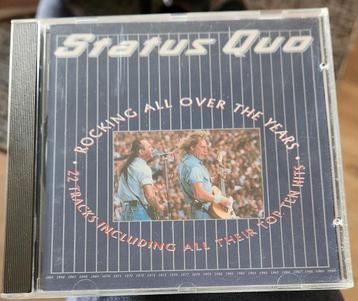 Status Quo
· ROCKING ALL OVER THE YEARS ·
22 TRACKS INCLUDING ALL THEIR TOP TEN HITS